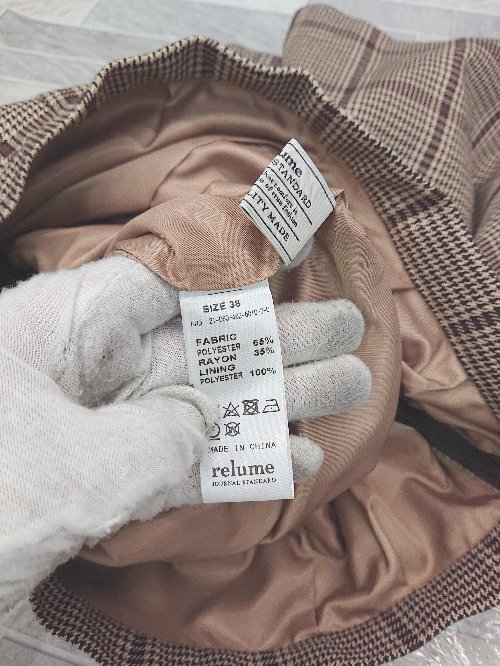 lume
STANDARD
ITY MADE
SIZE 38
NO
FABRIC 65%
POLYESTER
RAYON 35%
LINING
POLYESTER 100%
MADE IN CHINA
relume
JOURNAL STANDARD